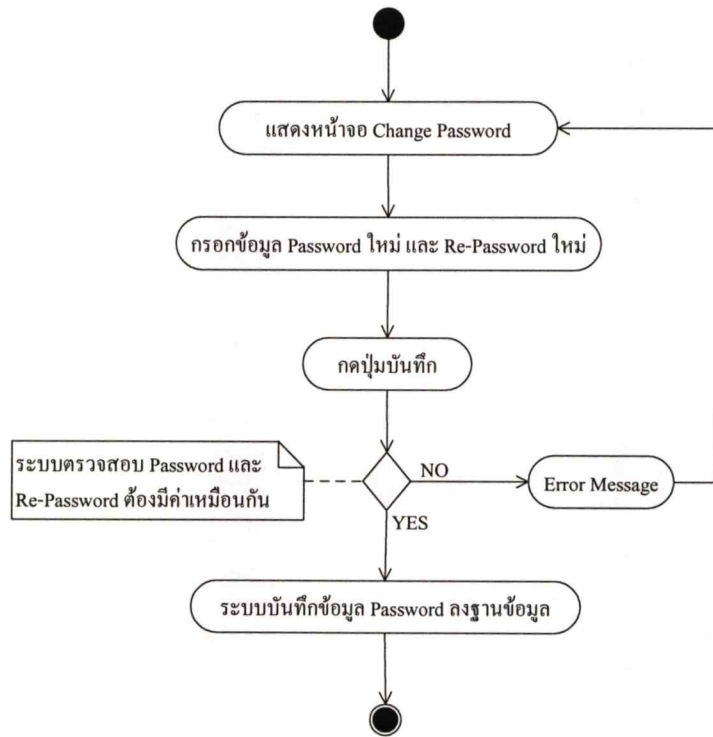 แสดงหน้าจอ Change Password
กรอกข้อมูล Password ใหม่ และ Re-Password ใหม่
กดปุ่มบันทึก
ระบบตรวจสอบ Password และ
Re-Password ต้องมีค่าเหมือนกัน
NO
Error Message
YES
ระบบบันทึกข้อมูล Password ลงฐานข้อมูล